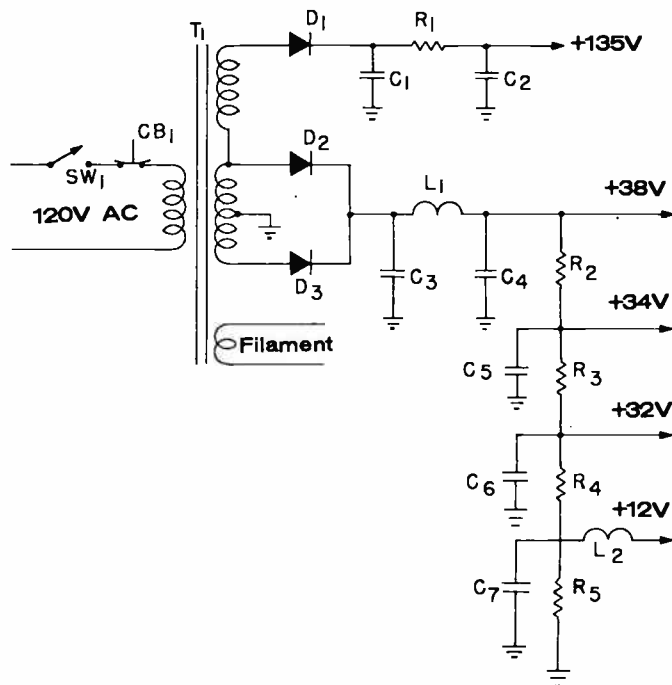 D1
R1
T1
+135V
C1
C2
CB1
D2
SW1
L1
+38V
120V AC
D3
C3
C4
R2
+34V
Filament
C5
R3
+32V
C6
R4
+12V
L2
C7
R5